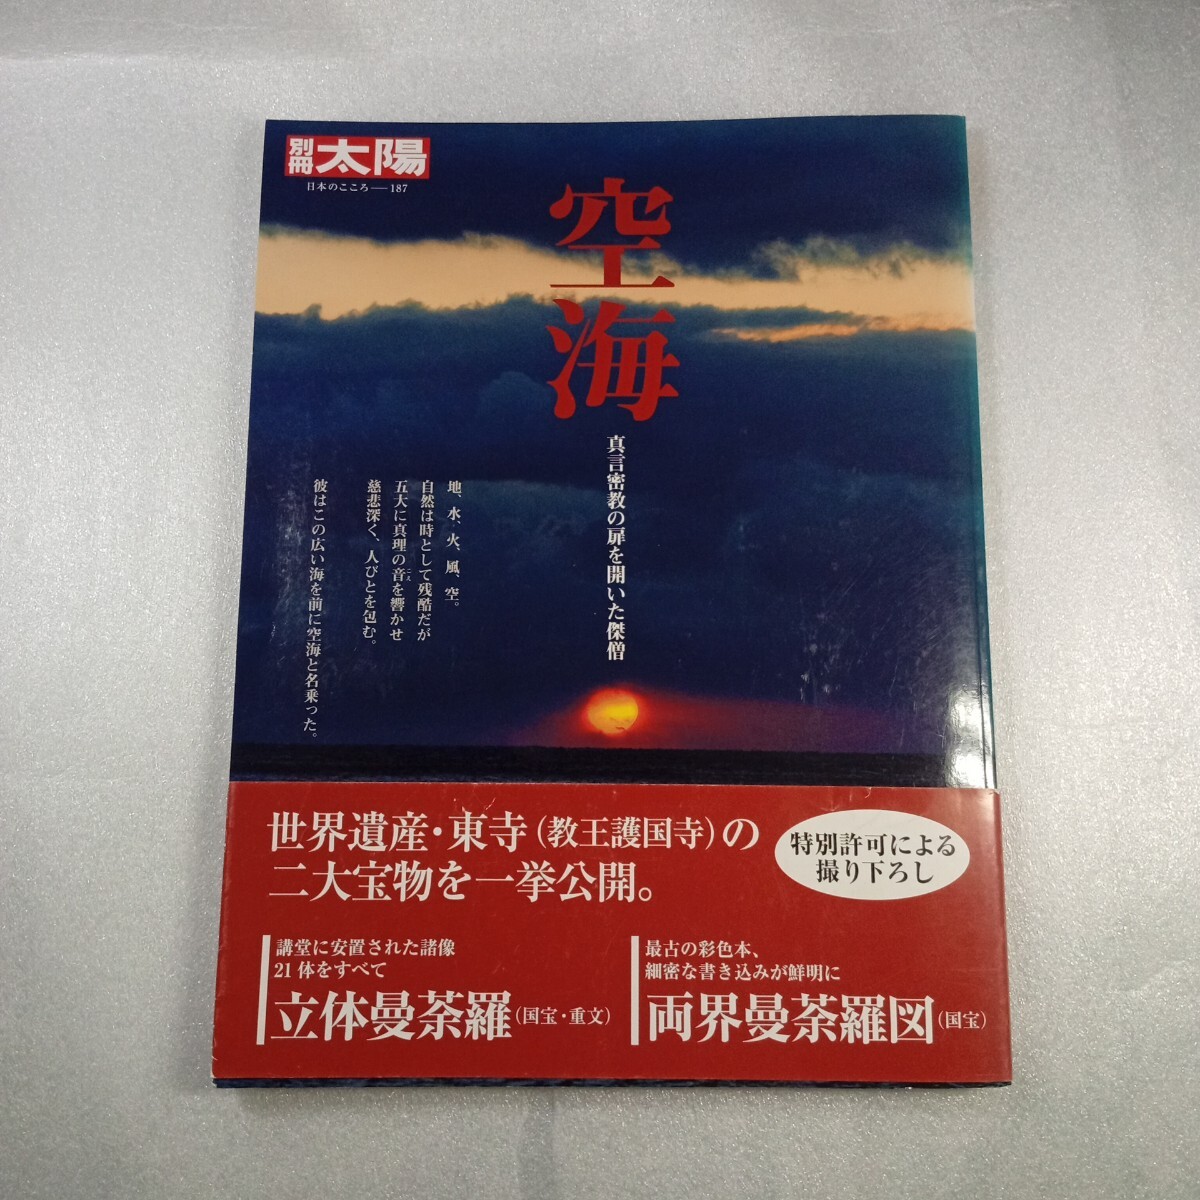 別冊
太陽
日本のこころ──187
空海
真言密教の扉を開いた傑僧
地、水、火、風、空。
自然は時として残酷だが
五大に真理の音を響かせ
こえ
慈悲深く、人びとを包む。
彼はこの広い海を前に空海と名乗った。
世界遺産・東寺(教王護国寺)の
二大宝物を一挙公開。
特別許可による
撮り下ろし
講堂に安置された諸像
21体をすべて
立体曼荼羅(国宝・重文)
最古の彩色本、
細密な書き込みが鮮明に
両界曼荼羅図(国宝)